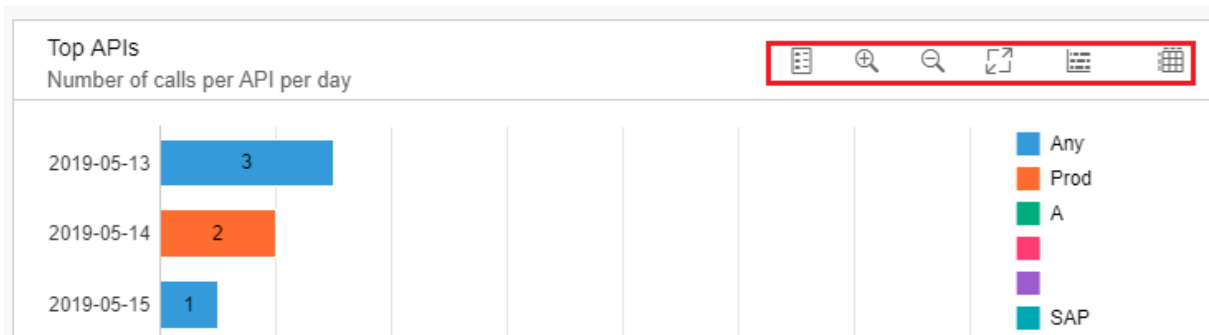 Top APIs
Number of calls per API per day
2019-05-13
3
Any
Prod
2019-05-14
2
A
2019-05-15
1
SAP